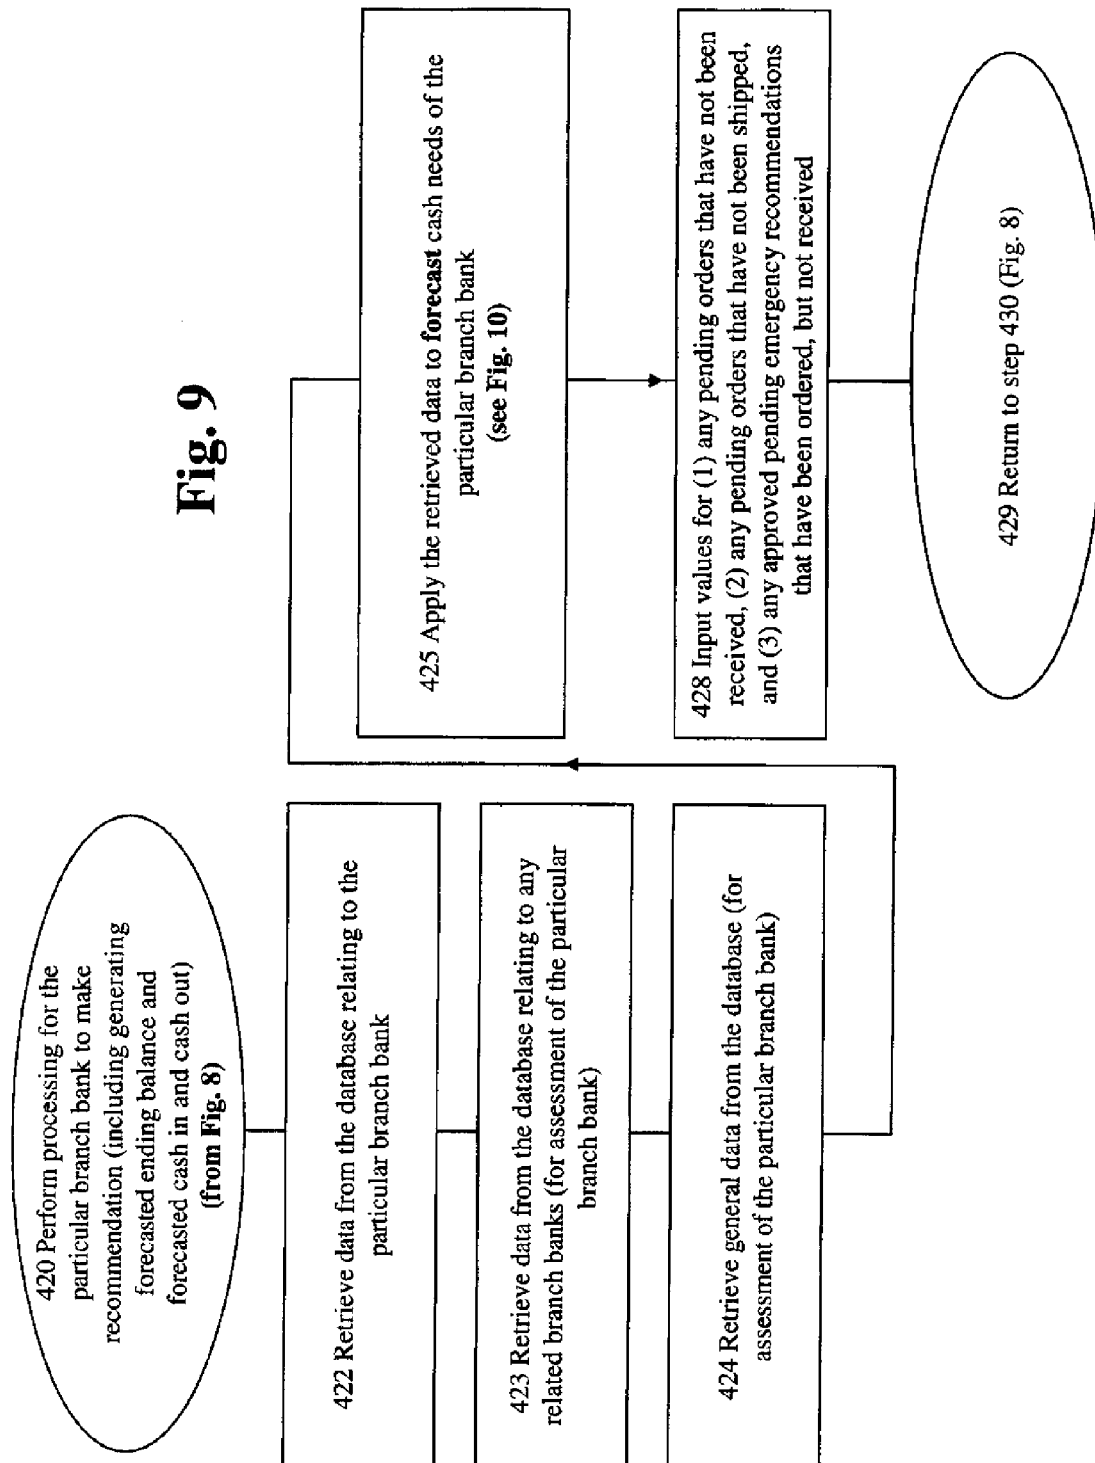 Fig. 9
420 Perform processing for the
particular branch bank to make
recommendation (including generating
forecasted ending balance and
forecasted cash in and cash out)
(from Fig. 8)
422 Retrieve data from the database relating to the
particular branch bank
423 Retrieve data from the database relating to any
related branch banks (for assessment of the particular
branch bank)
424 Retrieve general data from the database (for
assessment of the particular branch bank)
425 Apply the retrieved data to forecast cash needs of the
particular branch bank
(see Fig. 10)
428 Input values for (1) any pending orders that have not been
received, (2) any pending orders that have not been shipped,
and (3) any approved pending emergency recommendations
that have been ordered, but not received
429 Return to step 430 (Fig. 8)